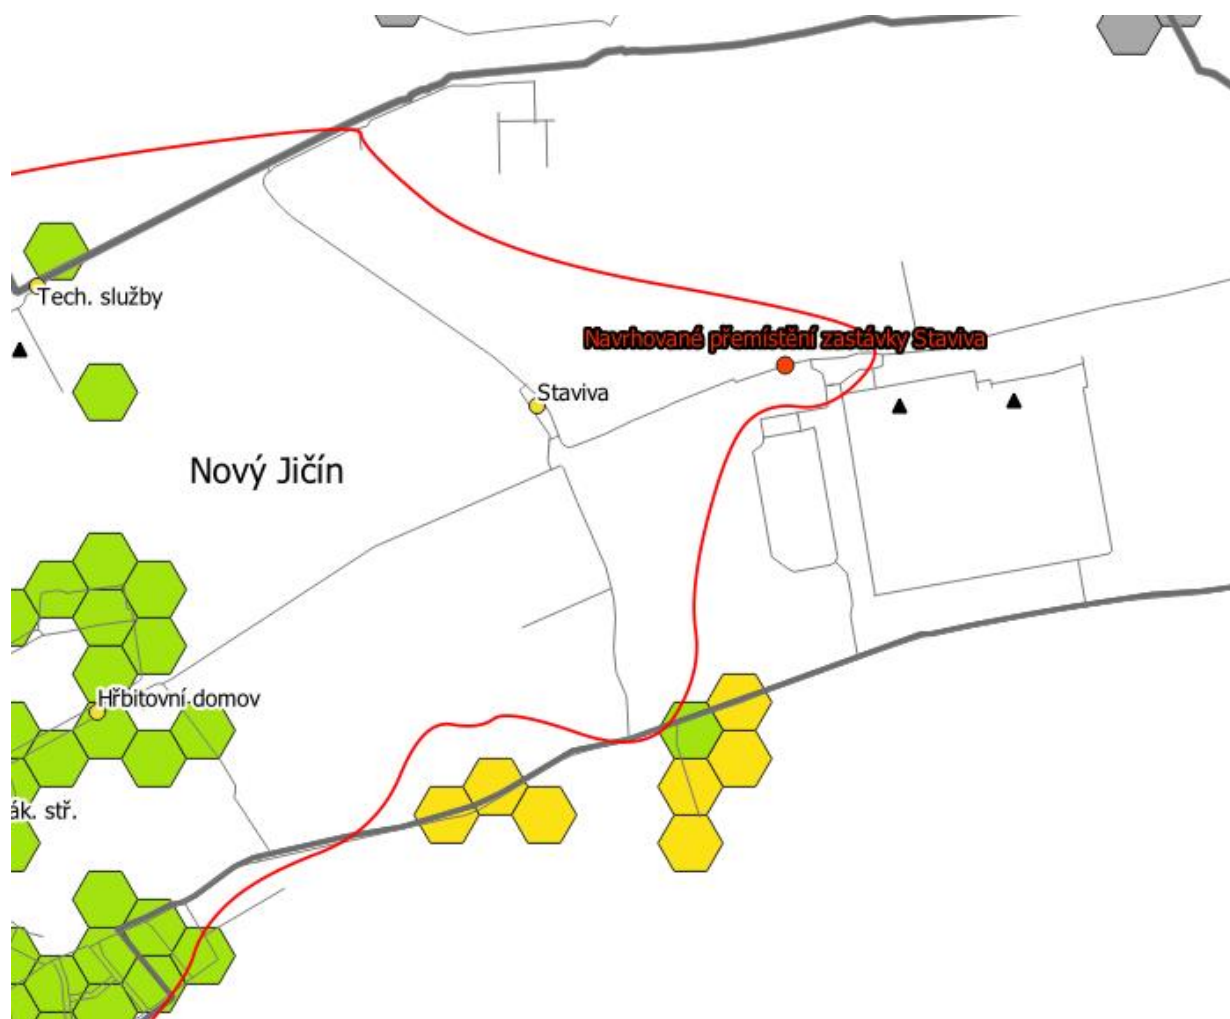 Tech. služby
Navrhované přemístění zastávky Staviva
Staviva
Nový Jičín
Hřbitovní domov
ák. stř.